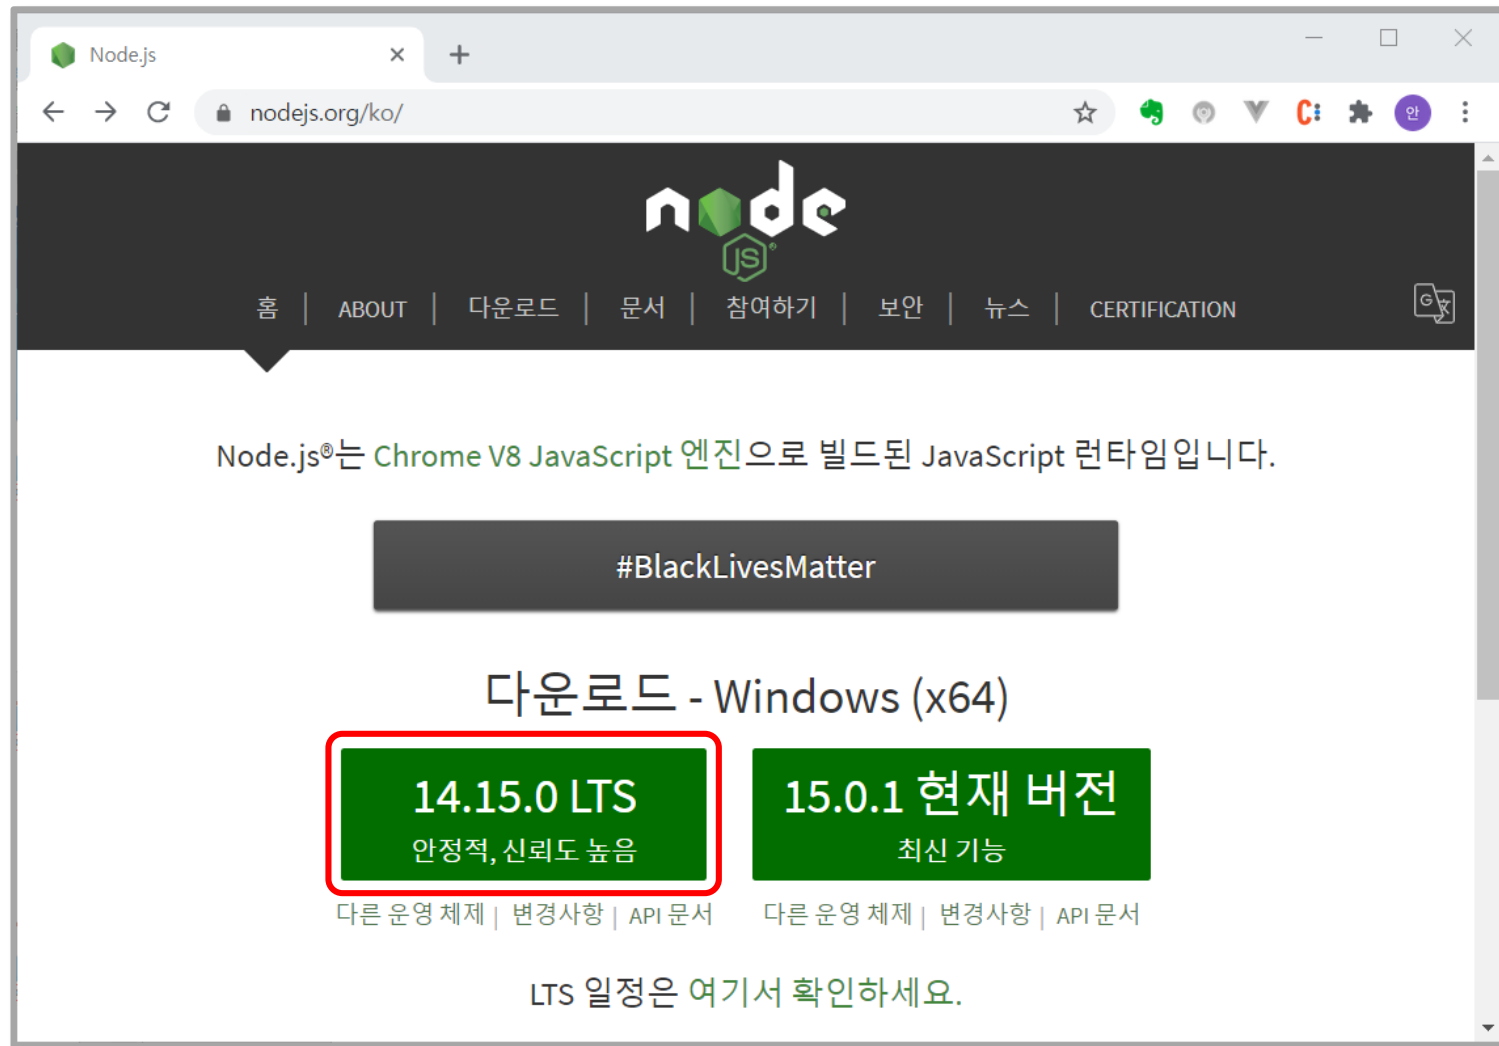 Node.js
nodejs.org/ko/
안
node
JS®
홈 | ABOUT | 다운로드 | 문서 | 참여하기 | 보안 | 뉴스 | CERTIFICATION
Node.js®는 Chrome V8 JavaScript 엔진으로 빌드된 JavaScript 런타임입니다.
#BlackLivesMatter
다운로드 - Windows (x64)
14.15.0 LTS
안정적, 신뢰도 높음
다른 운영 체제 | 변경사항 | API 문서
15.0.1 현재 버전
최신 기능
다른 운영 체제 | 변경사항 | API 문서
LTS 일정은 여기서 확인하세요.